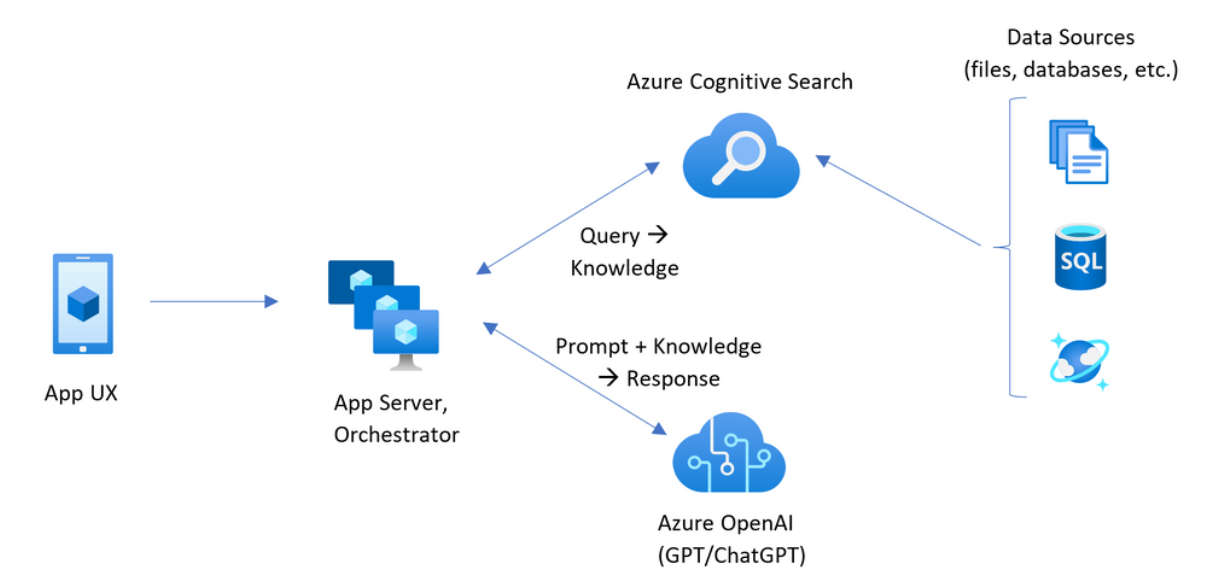 Data Sources
(files, databases, etc.)
Azure Cognitive Search
Query →
Knowledge
SQL
Prompt + Knowledge
→ Response
App UX
App Server,
Orchestrator
Azure OpenAI
(GPT/ChatGPT)